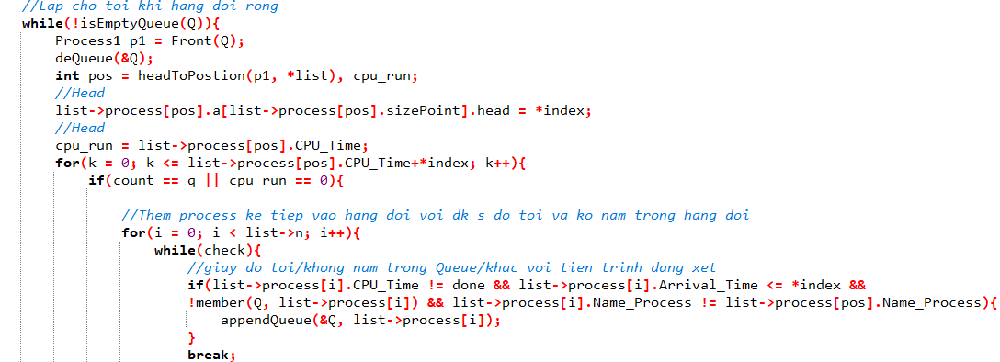 //Lap cho toi khi hang doi rong
while(!isEmptyQueue(Q)){
Process1 p1 = Front(Q);
deQueue(&Q);
int pos = headToPostion(p1, *list), cpu_run;
//Head
list->process[pos].a[list->process[pos].sizePoint].head = *index;
//Head
cpu_run = list->process[pos].CPU_Time;
for(k = 0; k <= list->process[pos].CPU_Time+*index; k++){
if(count == q || cpu_run == 0){
//Them process ke tiep vao hang doi voi dk s do toi va ko nam trong hang doi
for(i = 0; i < list->n; i++){
while(check){
//giay do toi/khong nam trong Queue/khac voi tien trinh dang xet
if(list->process[i].CPU_Time != done && list->process[i].Arrival_Time <= *index &&
!member(Q, list->process[i]) && list->process[i].Name_Process != list->process[pos].Name_Process){
appendQueue(&Q, list->process[i]);
}
break;